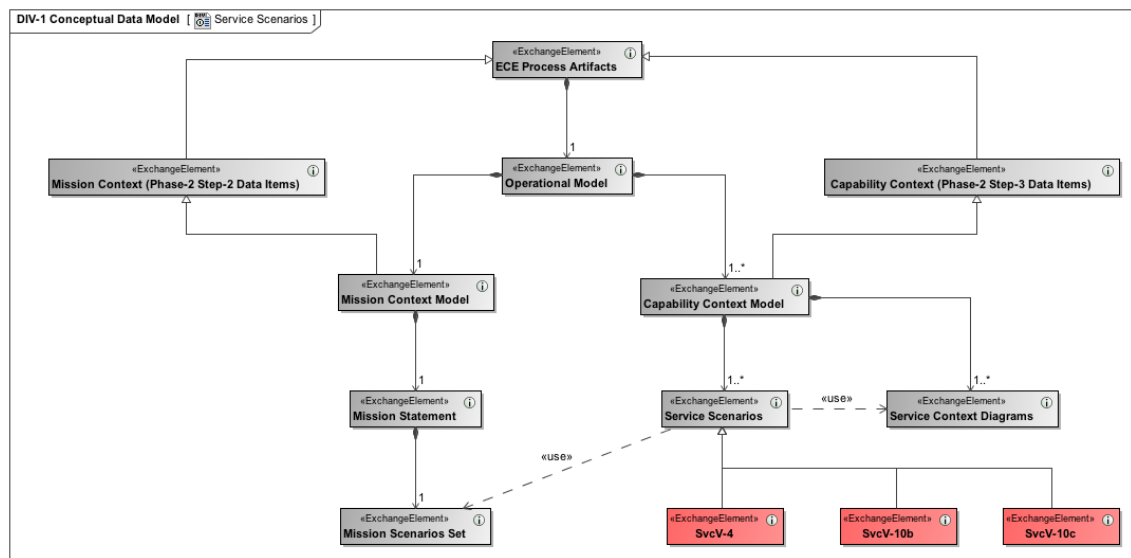 DIV-1 Conceptual Data Model [ Service Scenarios ]
«ExchangeElement»
ECE Process Artifacts
1
«ExchangeElement»
Mission Context (Phase-2 Step-2 Data Items)
«ExchangeElement»
Operational Model
«ExchangeElement»
Capability Context (Phase-2 Step-3 Data Items)
1
1..*
«ExchangeElement»
Mission Context Model
«ExchangeElement»
Capability Context Model
1
1..*
1..*
«ExchangeElement»
Mission Statement
«ExchangeElement»
Service Scenarios
«use»
«ExchangeElement»
Service Context Diagrams
«use»
1
«ExchangeElement»
Mission Scenarios Set
«ExchangeElement»
SvcV-4
«ExchangeElement»
SvcV-10b
«ExchangeElement»
SvcV-10c